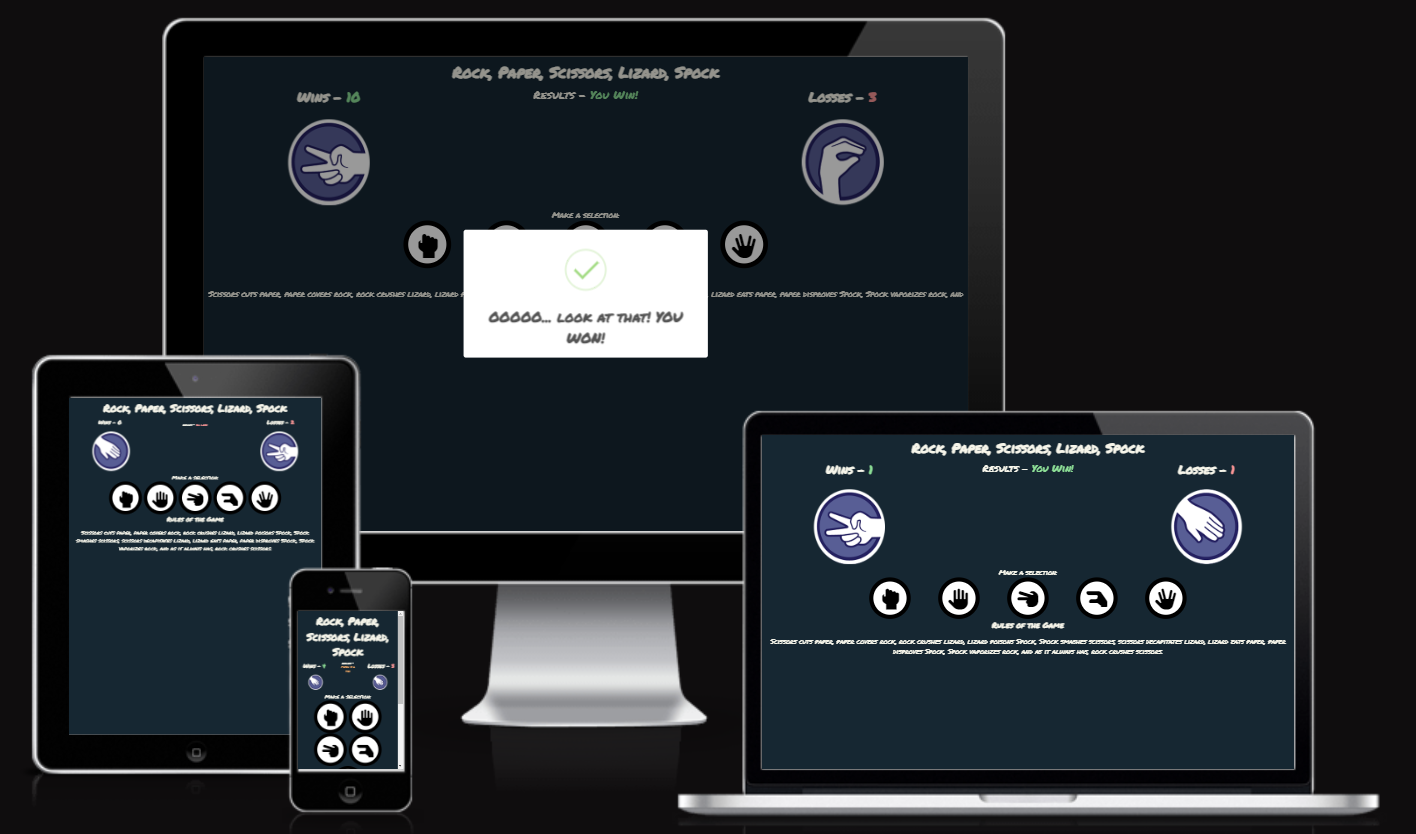 Rock, Paper, Scissors, Lizard, Spock
Wins - 10
Results - You Win!
Losses - 3
Make a selection:
Scissors cuts paper, paper covers rock, rock crushes lizard, lizard
lizard eats paper, paper disproves Spock, Spock vaporizes rock, and
OOOOO... look at that! YOU
WON!
Rock, Paper, Scissors, Lizard, Spock
Wins -
Losses -
Make a selection:
Rules of the Game
Scissors cuts paper, paper covers rock, rock crushes lizard, lizard poisons Spock, Spock
smashes scissors, scissors decapitates lizard, lizard eats paper, paper disproves Spock, Spock
vaporizes rock, and as it always has, rock crushes scissors.
Rock, Paper,
Scissors, Lizard,
Spock
Wins -
Losses -
Make a selection:
Rock, Paper, Scissors, Lizard, Spock
Wins - 1
Results - You Win!
Losses - 1
Make a selection:
Rules of the Game
Scissors cuts paper, paper covers rock, rock crushes lizard, lizard poisons Spock, Spock smashes scissors, scissors decapitates lizard, lizard eats paper, paper
disproves Spock, Spock vaporizes rock, and as it always has, rock crushes scissors.